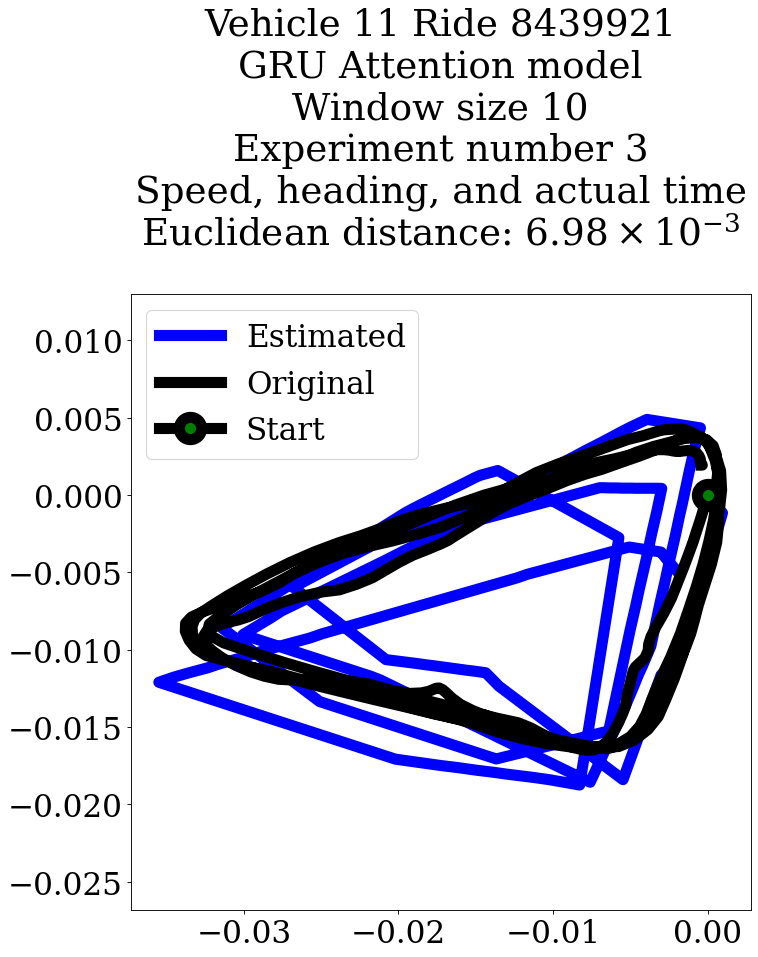 Vehicle 11 Ride 8439921
GRU Attention model
Window size 10
Experiment number 3
Speed, heading, and actual time
Euclidean distance: 6.98 × 10⁻³
Estimated
Original
Start
0.010
0.005
0.000
−0.005
−0.010
−0.015
−0.020
−0.025
−0.03 −0.02 −0.01 0.00